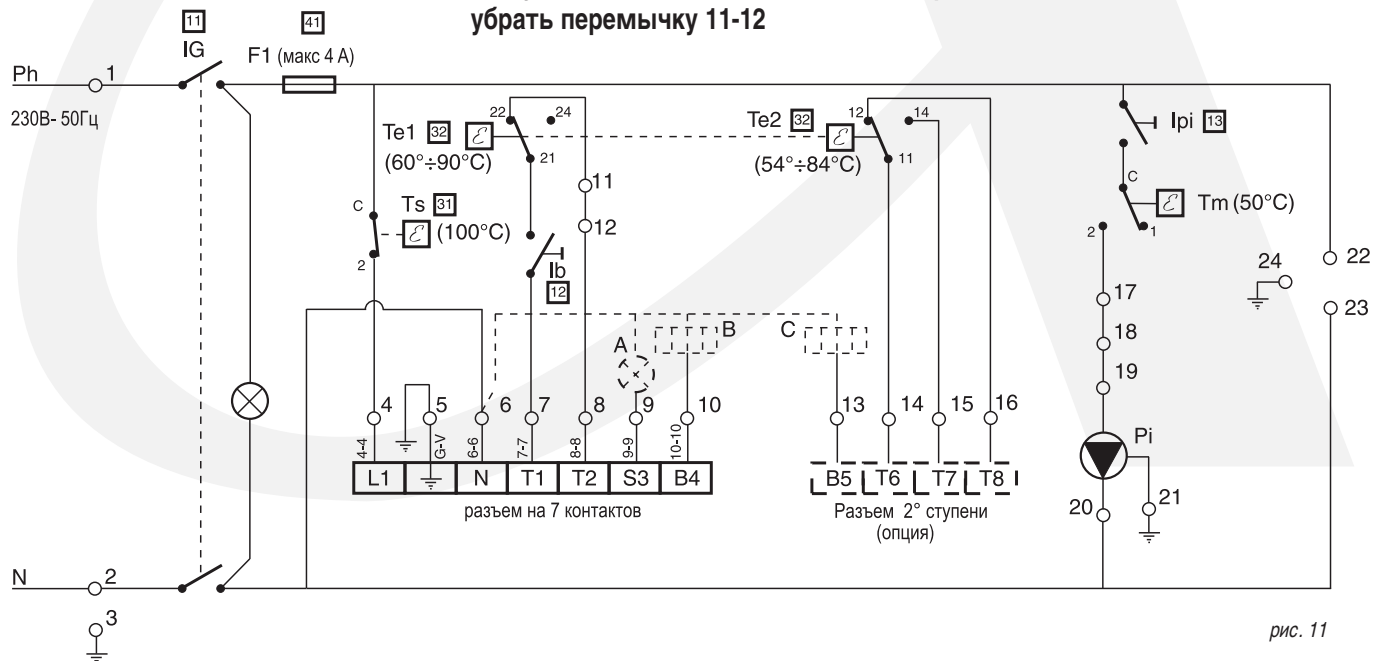 убрать перемычку 11-12
11
IG
41
F1 (макс 4 А)
Ph
1
230В- 50Гц
Te1 32
(60°÷90°C)
22
24
21
Te2 32
(54°÷84°C)
12
14
11
Ipi 13
C
Tm (50°C)
2
1
C
Ts 31
(100°C)
2
11
12
Ib
12
17
18
19
24
22
23
A
B
C
4
5
6
7
8
9
10
13
14
15
16
4-4
G-V
6-6
7-7
8-8
9-9
10-10
L1
N
T1
T2
S3
B4
B5
T6
T7
T8
разъем на 7 контактов
Разъем 2° ступени
(опция)
Pi
20
21
N
2
3
рис. 11